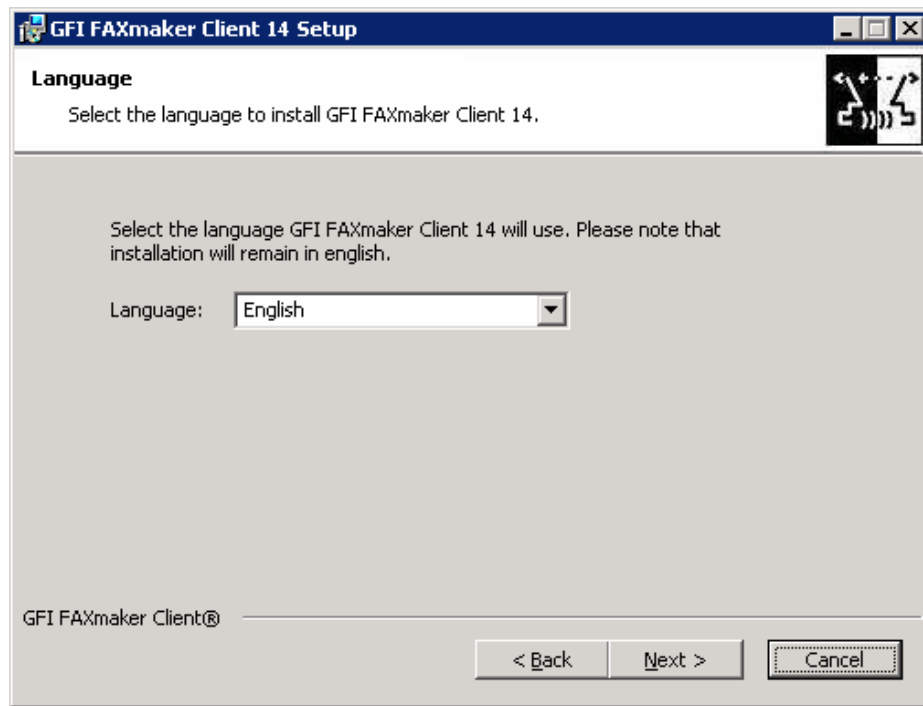 GFI FAXmaker Client 14 Setup
Language
Select the language to install GFI FAXmaker Client 14.
Select the language GFI FAXmaker Client 14 will use. Please note that
installation will remain in english.
Language: English
GFI FAXmaker Client®
< Back Next > Cancel